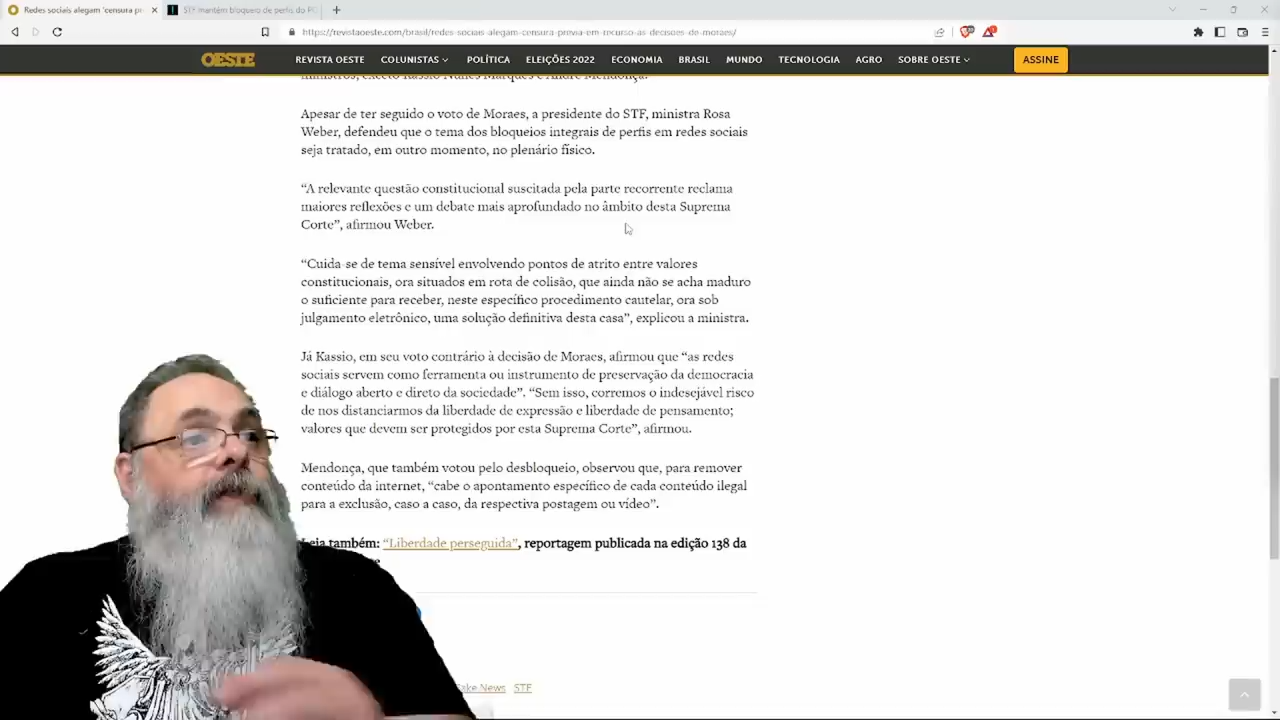 Redes sociais alegam 'censura pr
STF mantém bloqueio de perfis do PC
https://revistaoeste.com/brasil/redes-sociais-alegam-censura-previa-em-recurso-as-decisoes-de-moraes/
OESTE
REVISTA OESTE COLUNISTAS POLÍTICA ELEIÇÕES 2022 ECONOMIA BRASIL MUNDO TECNOLOGIA AGRO SOBRE OESTE ASSINE
ministros, exceto Kassio Nunes Marques e André Mendonça.
Apesar de ter seguido o voto de Moraes, a presidente do STF, ministra Rosa
Weber, defendeu que o tema dos bloqueios integrais de perfis em redes sociais
seja tratado, em outro momento, no plenário físico.
“A relevante questão constitucional suscitada pela parte recorrente reclama
maiores reflexões e um debate mais aprofundado no âmbito desta Suprema
Corte”, afirmou Weber.
“Cuida-se de tema sensível envolvendo pontos de atrito entre valores
constitucionais, ora situados em rota de colisão, que ainda não se acha maduro
o suficiente para receber, neste específico procedimento cautelar, ora sob
julgamento eletrônico, uma solução definitiva desta casa”, explicou a ministra.
Já Kassio, em seu voto contrário à decisão de Moraes, afirmou que “as redes
sociais servem como ferramenta ou instrumento de preservação da democracia
e diálogo aberto e direto da sociedade”. “Sem isso, corremos o indesejável risco
de nos distanciarmos da liberdade de expressão e liberdade de pensamento;
valores que devem ser protegidos por esta Suprema Corte”, afirmou.
Mendonça, que também votou pelo desbloqueio, observou que, para remover
conteúdo da internet, “cabe o apontamento específico de cada conteúdo ilegal
para a exclusão, caso a caso, da respectiva postagem ou vídeo”.
Leia também: “Liberdade perseguida”, reportagem publicada na edição 138 da
Fake News STF